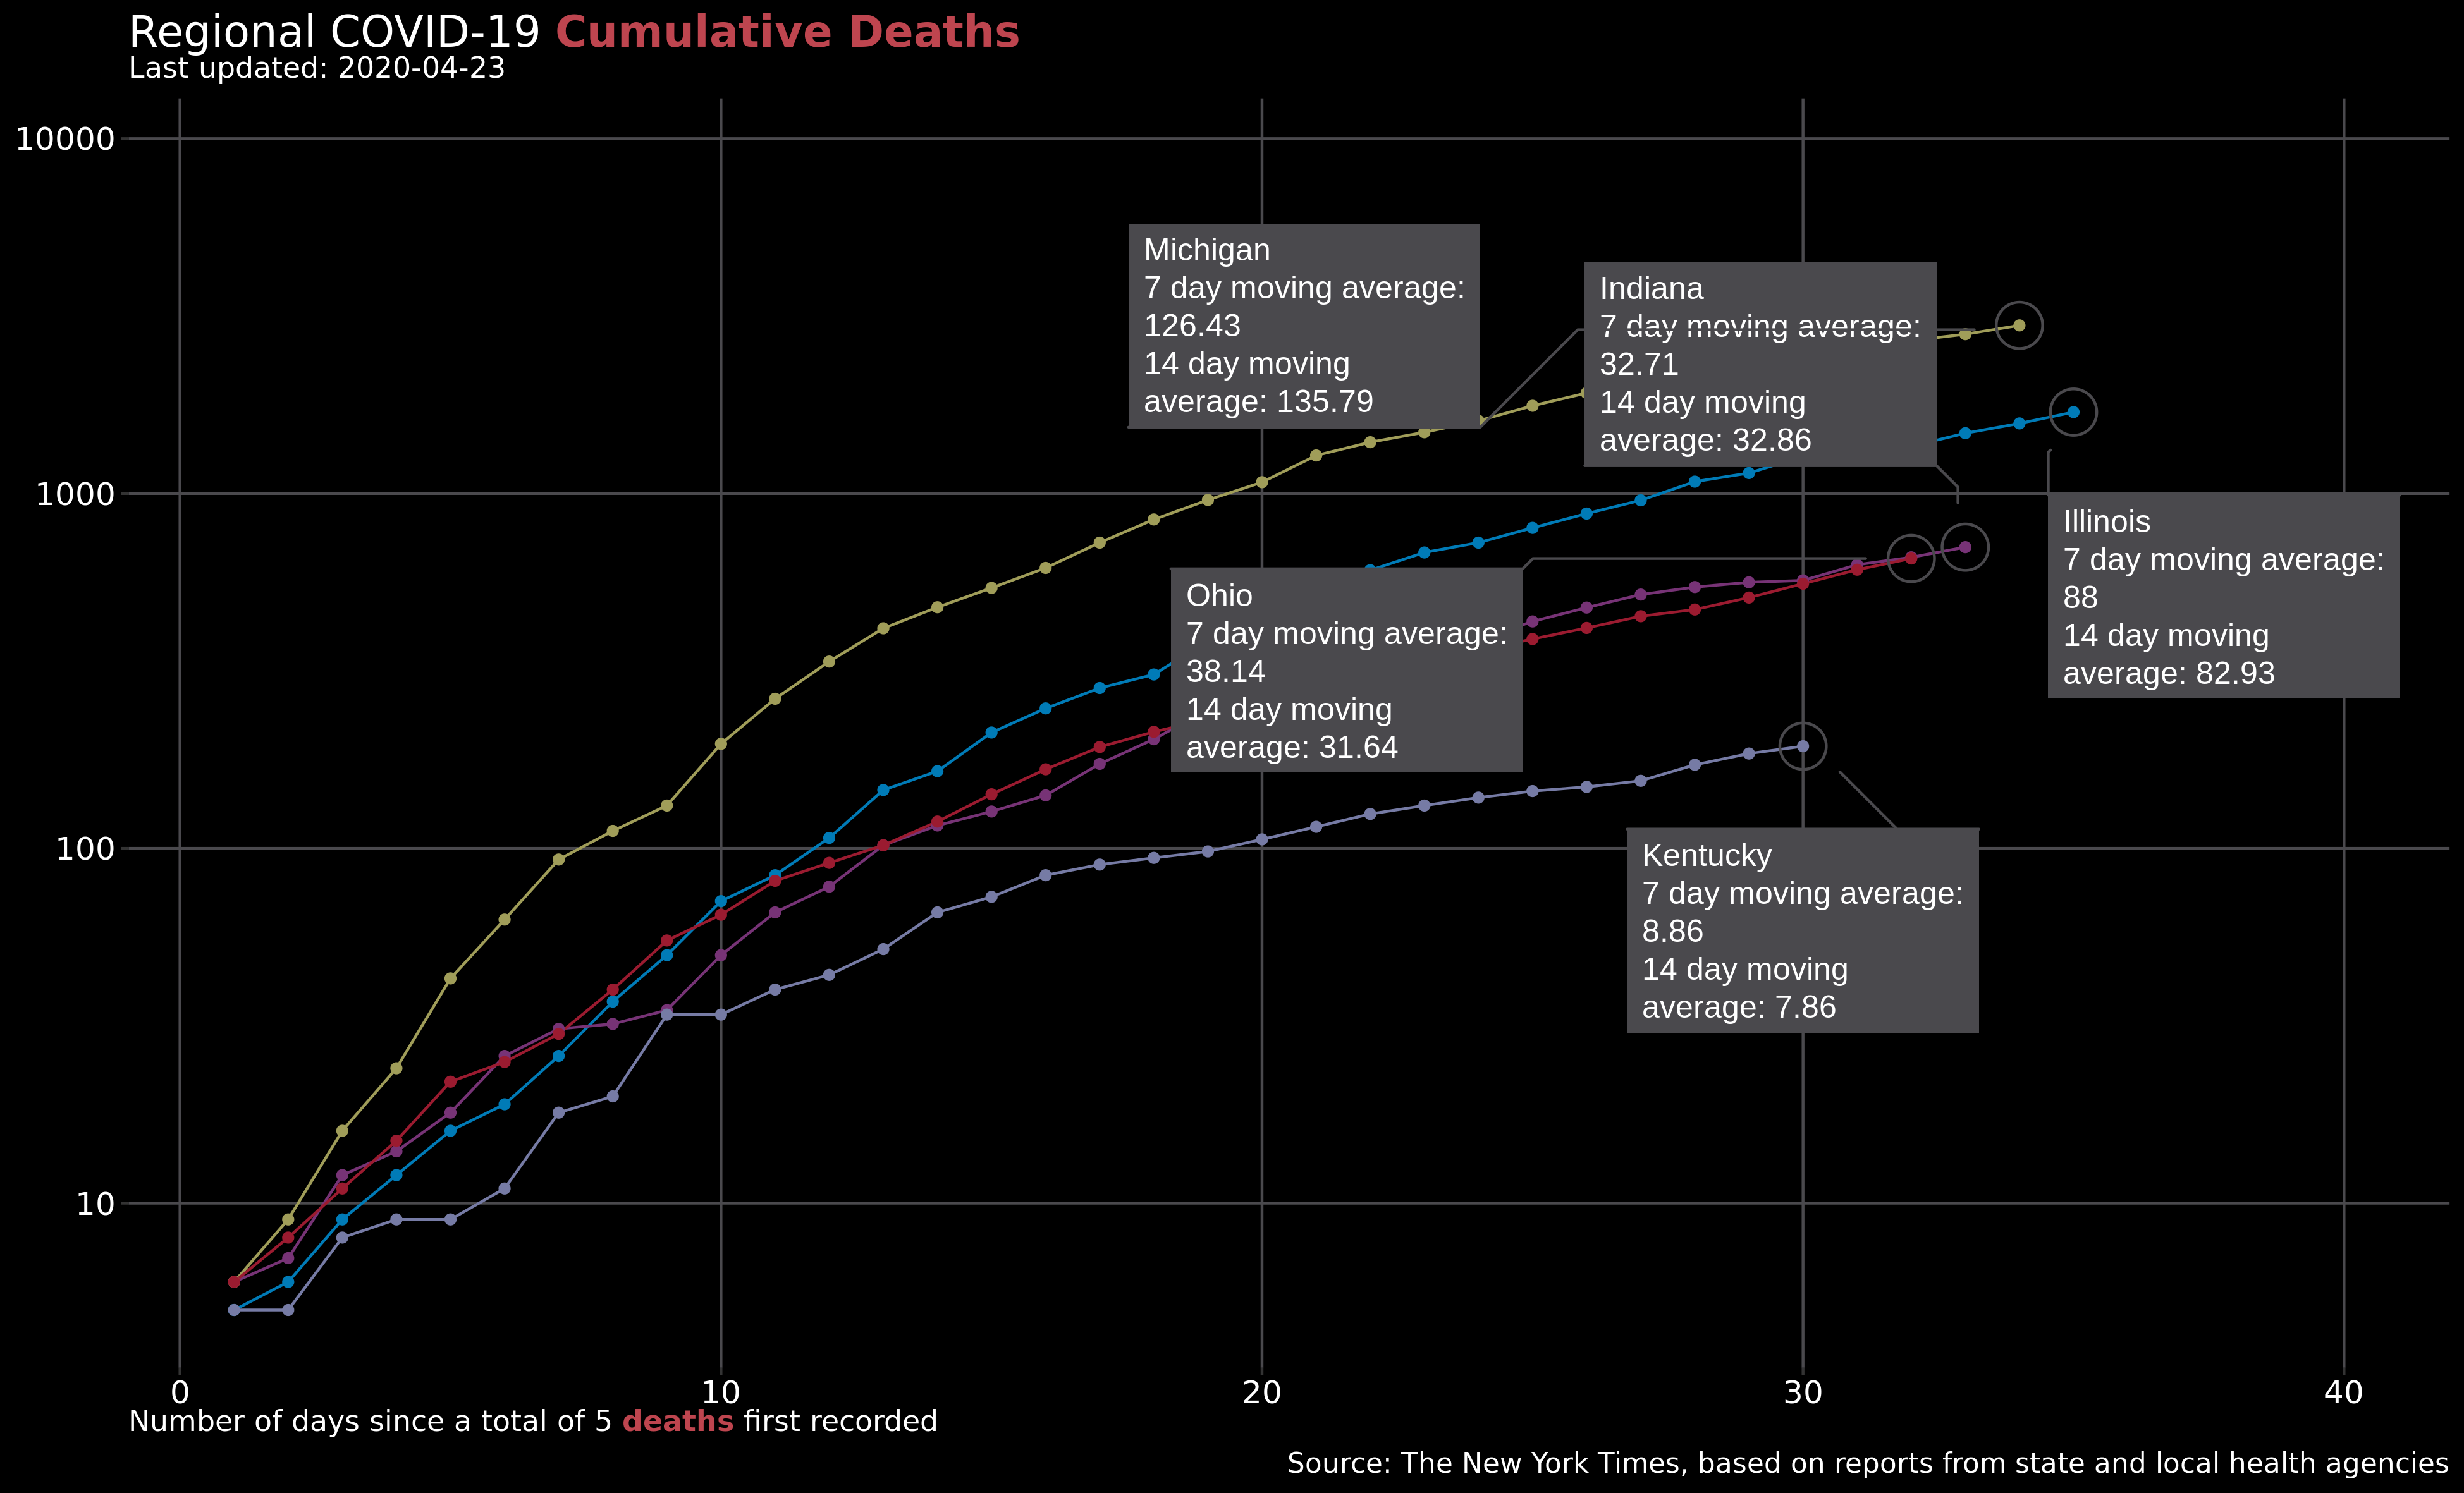 Regional COVID-19 Cumulative Deaths
Last updated: 2020-04-23
10000
1000
100
10
Michigan
7 day moving average:
126.43
14 day moving
average: 135.79
Indiana
7 day moving average:
32.71
14 day moving
average: 32.86
Illinois
7 day moving average:
88
14 day moving
average: 82.93
Ohio
7 day moving average:
38.14
14 day moving
average: 31.64
Kentucky
7 day moving average:
8.86
14 day moving
average: 7.86
0 10 20 30 40
Number of days since a total of 5 deaths first recorded
Source: The New York Times, based on reports from state and local health agencies